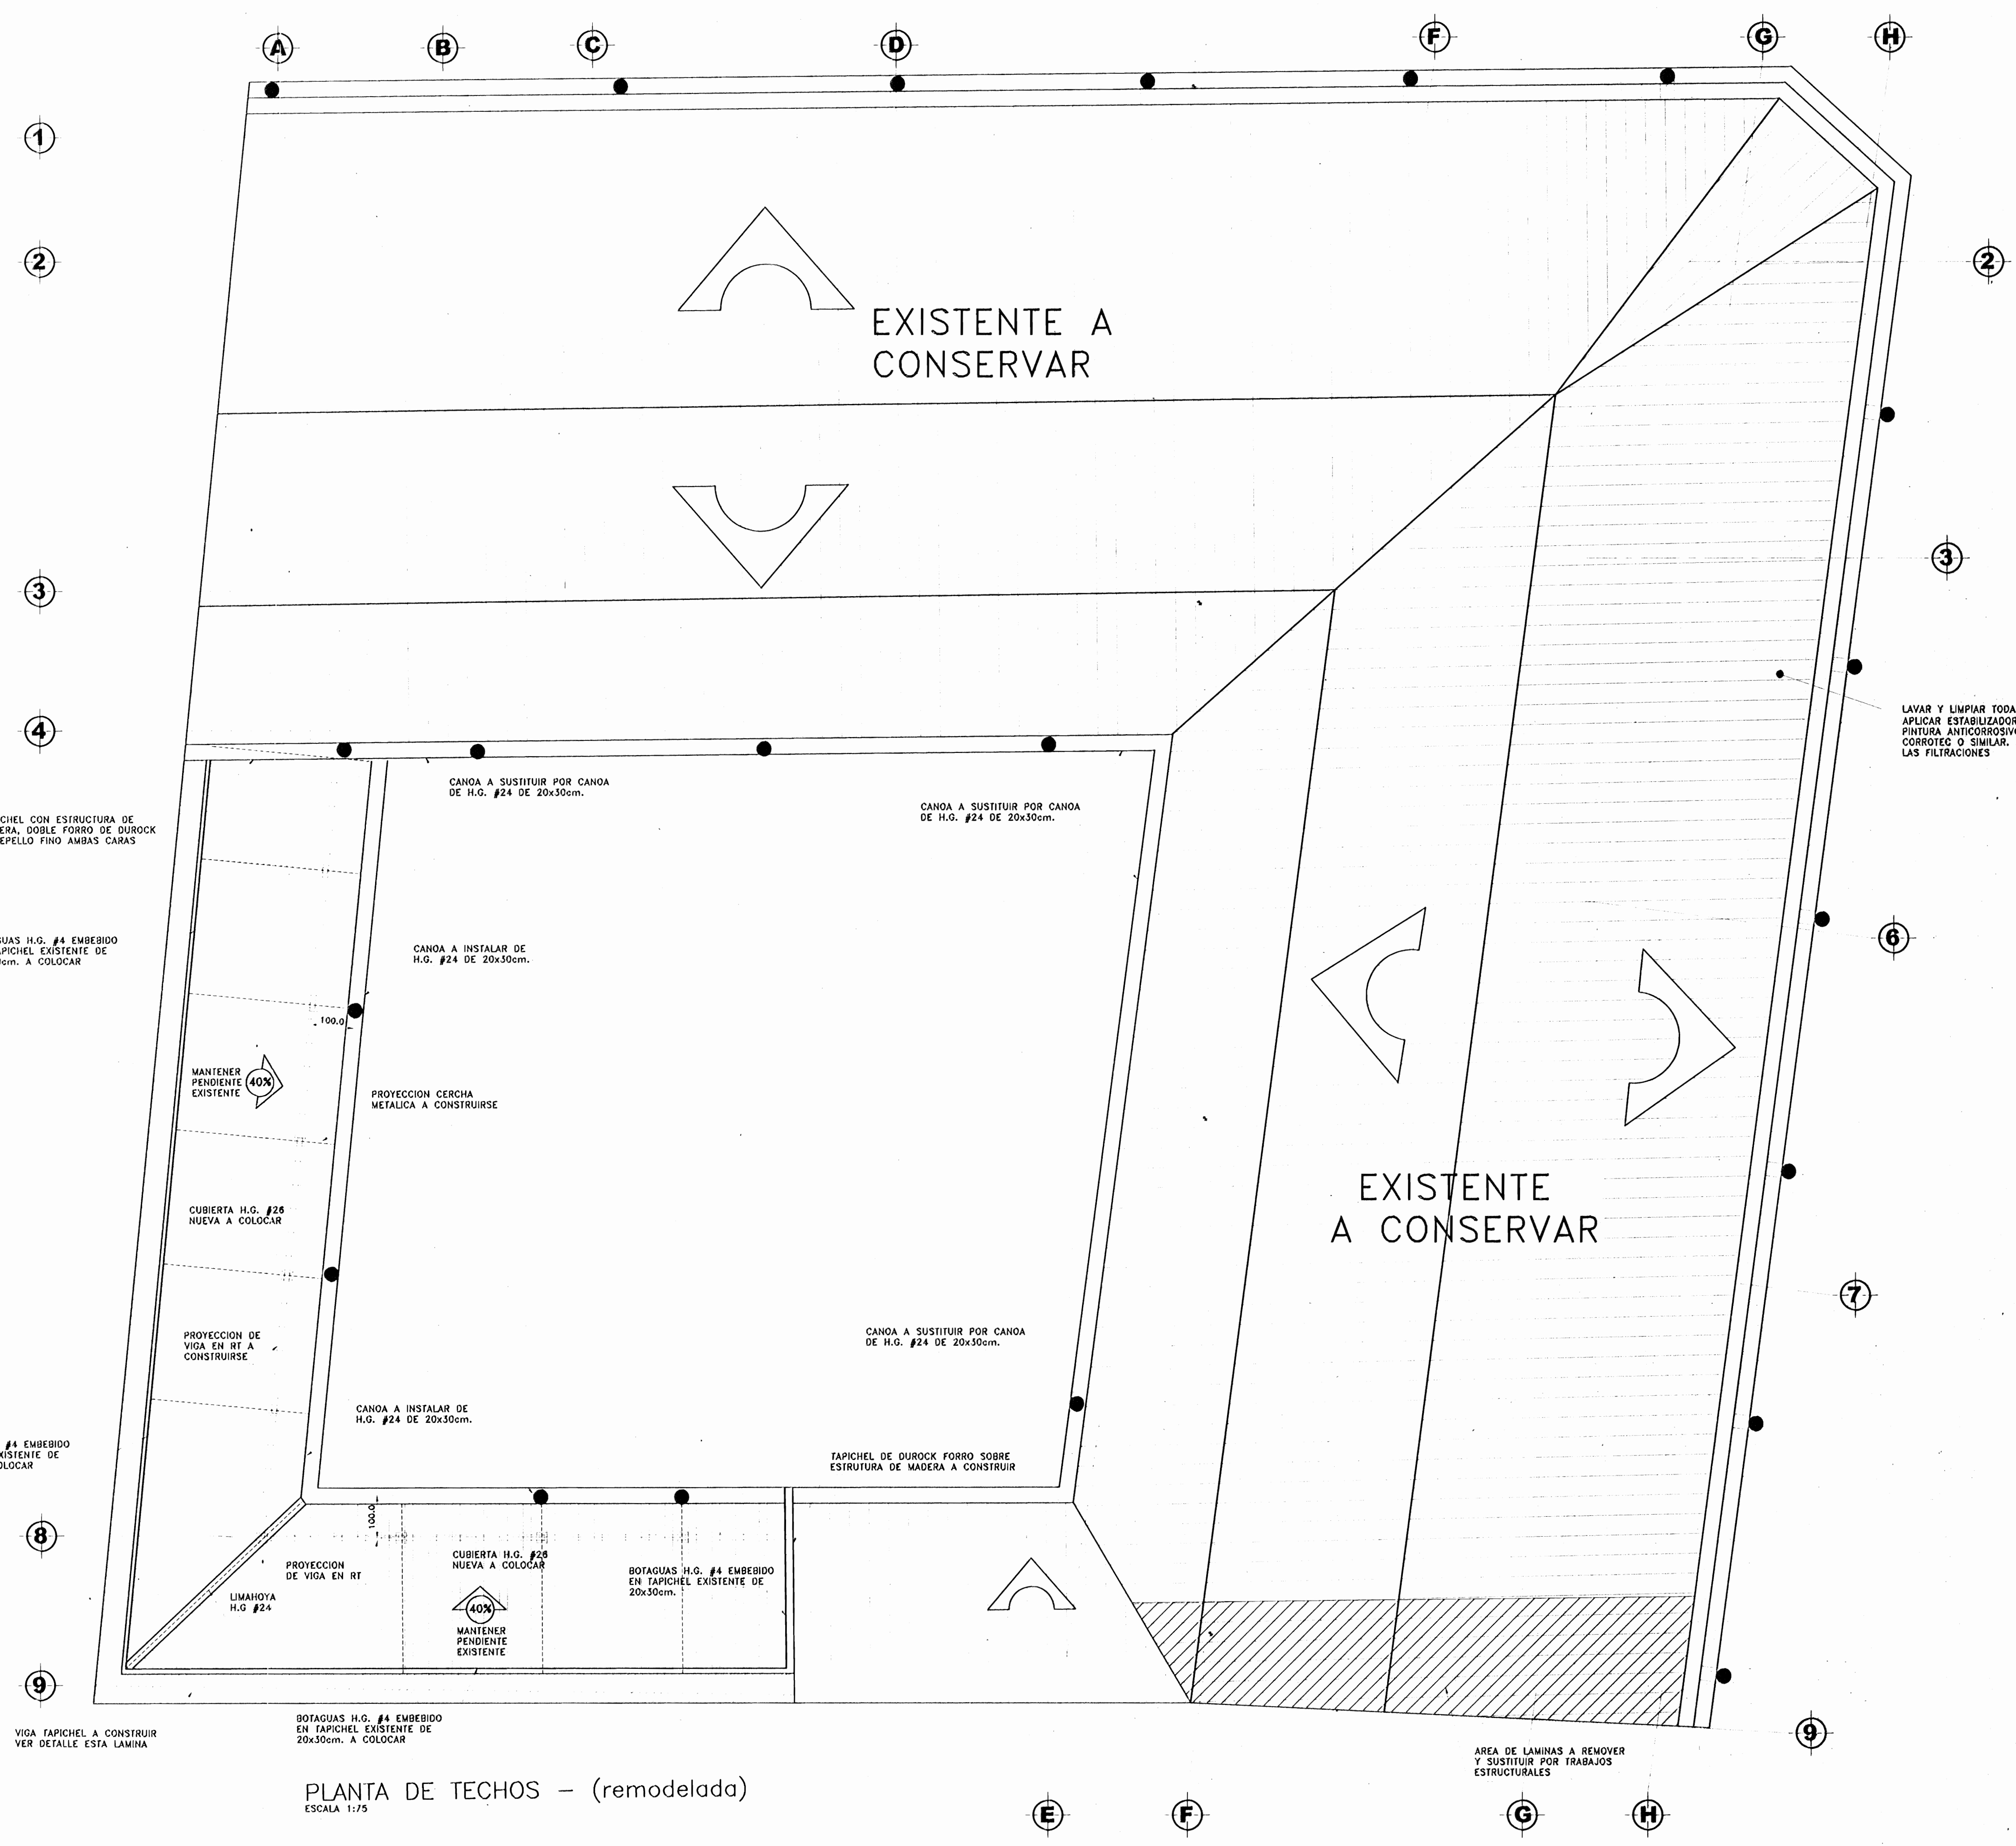 A B C D F G H
1
2
2
EXISTENTE A
CONSERVAR
3
3
4
LAVAR Y LIMPIAR TODA
APLICAR
PINTURA
CORROTEC O SIMILAR.
LAS FILTRACIONES
CANOA A SUSTITUIR POR CANOA
DE H.G. #24 DE 20x30cm.
CANOA A SUSTITUIR POR CANOA
DE H.G. #24 DE 20x30cm.
CON ESTRUCTURA DE
DOBLE FORRO DE DUROCK
FINO AMBAS CARAS
H.G. #4 EMBEBIDO
EXISTENTE DE
A COLOCAR
CANOA A INSTALAR DE
H.G. #24 DE 20x30cm.
6
100.0
MANTENER
PENDIENTE
EXISTENTE
40%
PROYECCION CERCHA
METALICA A CONSTRUIRSE
EXISTENTE
A CONSERVAR
CUBIERTA H.G. #26
NUEVA A COLOCAR
7
PROYECCION DE
VIGA EN RT A
CONSTRUIRSE
CANOA A SUSTITUIR POR CANOA
DE H.G. #24 DE 20x30cm.
CANOA A INSTALAR DE
H.G. #24 DE 20x30cm.
#4 EMBEBIDO
DE
TAPICHEL DE DUROCK FORRO SOBRE
ESTRUTURA DE MADERA A CONSTRUIR
100.0
8
PROYECCION
DE VIGA EN RT
LIMAHOYA
H.G #24
CUBIERTA H.G. #26
NUEVA A COLOCAR
40%
MANTENER
PENDIENTE
EXISTENTE
BOTAGUAS H.G. #4 EMBEBIDO
EN TAPICHEL EXISTENTE DE
20x30cm.
9
9
VIGA TAPICHEL A CONSTRUIR
VER DETALLE ESTA LAMINA
BOTAGUAS H.G. #4 EMBEBIDO
EN TAPICHEL EXISTENTE DE
20x30cm. A COLOCAR
AREA DE LAMINAS A REMOVER
Y SUSTITUIR POR TRABAJOS
ESTRUCTURALES
PLANTA DE TECHOS – (remodelada)
ESCALA 1:75
E F G H